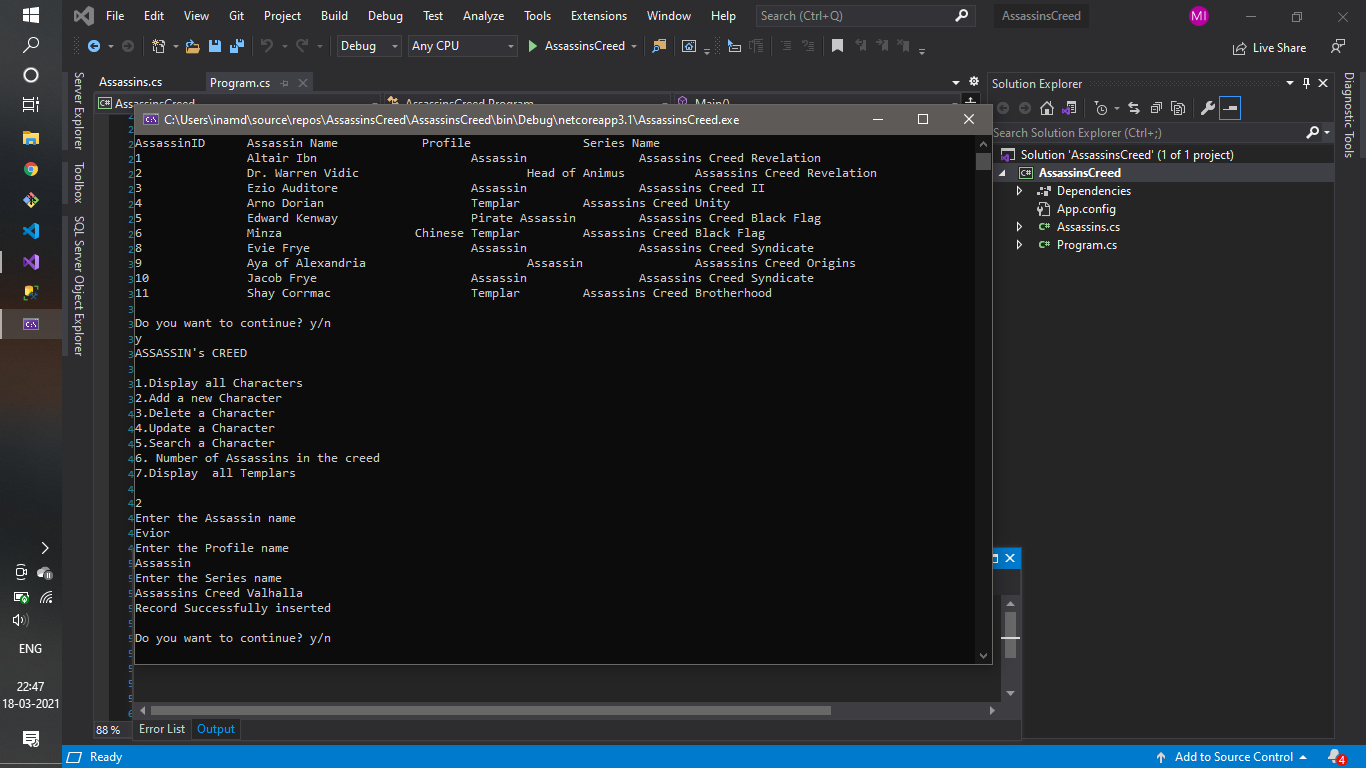 File Edit View Git Project Build Debug Test Analyze Tools Extensions Window Help Search (Ctrl+Q) AssassinsCreed MI
Debug Any CPU AssassinsCreed Live Share
Server Explorer
Toolbox
SQL Server Object Explorer
Assassins.cs Program.cs
C# AssassinsCreed AssassinsCreed.Program Main()
C:\Users\inamd\source\repos\AssassinsCreed\AssassinsCreed\bin\Debug\netcoreapp3.1\AssassinsCreed.exe
AssassinID Assassin Name Profile Series Name
1 Altair Ibn Assassin Assassins Creed Revelation
2 Dr. Warren Vidic Head of Animus Assassins Creed Revelation
3 Ezio Auditore Assassin Assassins Creed II
4 Arno Dorian Templar Assassins Creed Unity
5 Edward Kenway Pirate Assassin Assassins Creed Black Flag
6 Minza Chinese Templar Assassins Creed Black Flag
8 Evie Frye Assassin Assassins Creed Syndicate
9 Aya of Alexandria Assassin Assassins Creed Origins
10 Jacob Frye Assassin Assassins Creed Syndicate
11 Shay Corrmac Templar Assassins Creed Brotherhood
Do you want to continue? y/n
y
ASSASSIN's CREED
1.Display all Characters
2.Add a new Character
3.Delete a Character
4.Update a Character
5.Search a Character
6. Number of Assassins in the creed
7.Display  all Templars
2
Enter the Assassin name
Evior
Enter the Profile name
Assassin
Enter the Series name
Assassins Creed Valhalla
Record Successfully inserted
Do you want to continue? y/n
Solution Explorer
Search Solution Explorer (Ctrl+;)
Solution 'AssassinsCreed' (1 of 1 project)
C# AssassinsCreed
Dependencies
App.config
C# Assassins.cs
C# Program.cs
Diagnostic Tools
88 %
Error List Output
Ready Add to Source Control 4
ENG
22:47
18-03-2021